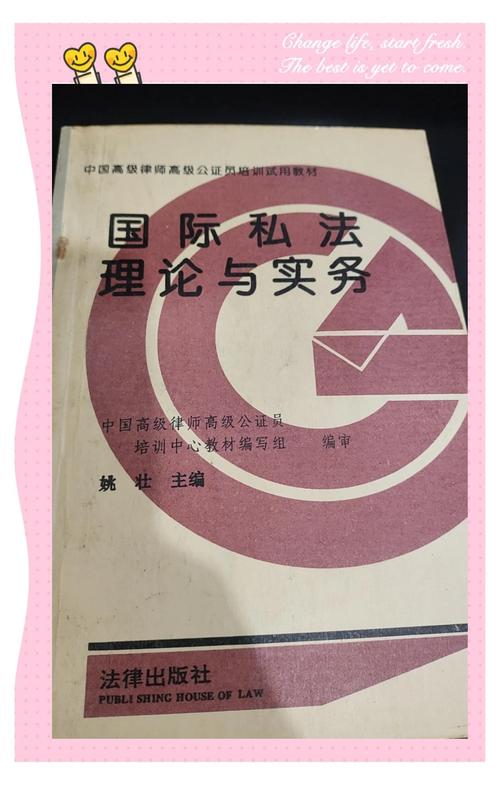 Change life, start fresh.
The best is yet to come.
中国高级律师高级公证员培训试用教材
国际私法
理论与实务
中国高级律师高级公证员
培训中心教材编写组 编审
姚壮 主编
法律出版社
PUBLISHING HOUSE OF LAW